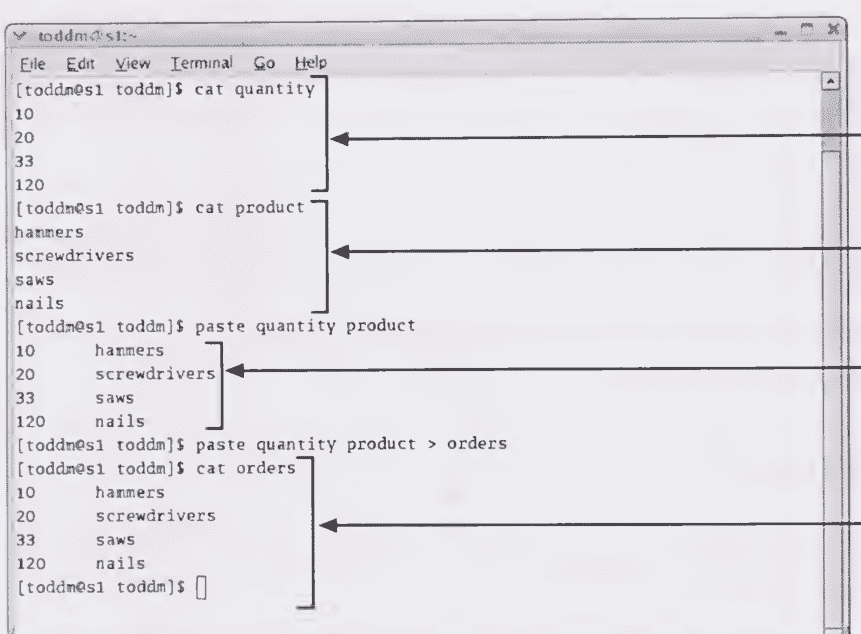 toddm@s1:~
File Edit View Terminal Go Help
[toddm@s1 toddm]$ cat quantity
10
20
33
120
[toddm@s1 toddm]$ cat product
hammers
screwdrivers
saws
nails
[toddm@s1 toddm]$ paste quantity product
10 hammers
20 screwdrivers
33 saws
120 nails
[toddm@s1 toddm]$ paste quantity product > orders
[toddm@s1 toddm]$ cat orders
10 hammers
20 screwdrivers
33 saws
120 nails
[toddm@s1 toddm]$